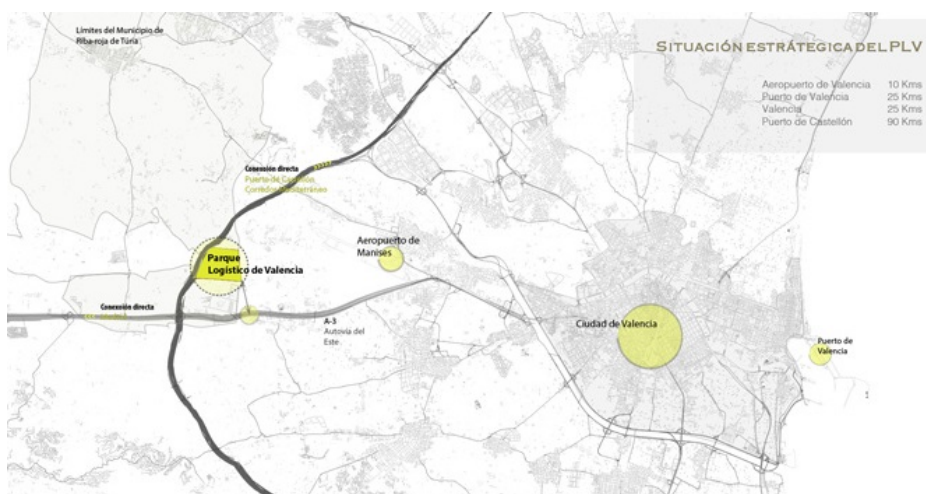 Límites del Municipio de
Riba-roja de Túria
SITUACIÓN ESTRÁTEGICA DEL PLV
Aeropuerto de Valencia 10 Kms
Puerto de Valencia 25 Kms
Valencia 25 Kms
Puerto de Castellón 90 Kms
Conexión directa
Puerto de Castellón
Corredor Mediterráneo
Aeropuerto de
Manises
Parque
Logístico de Valencia
Conexión directa
A-3
Autovía del
Este
Ciudad de Valencia
Puerto de
Valencia